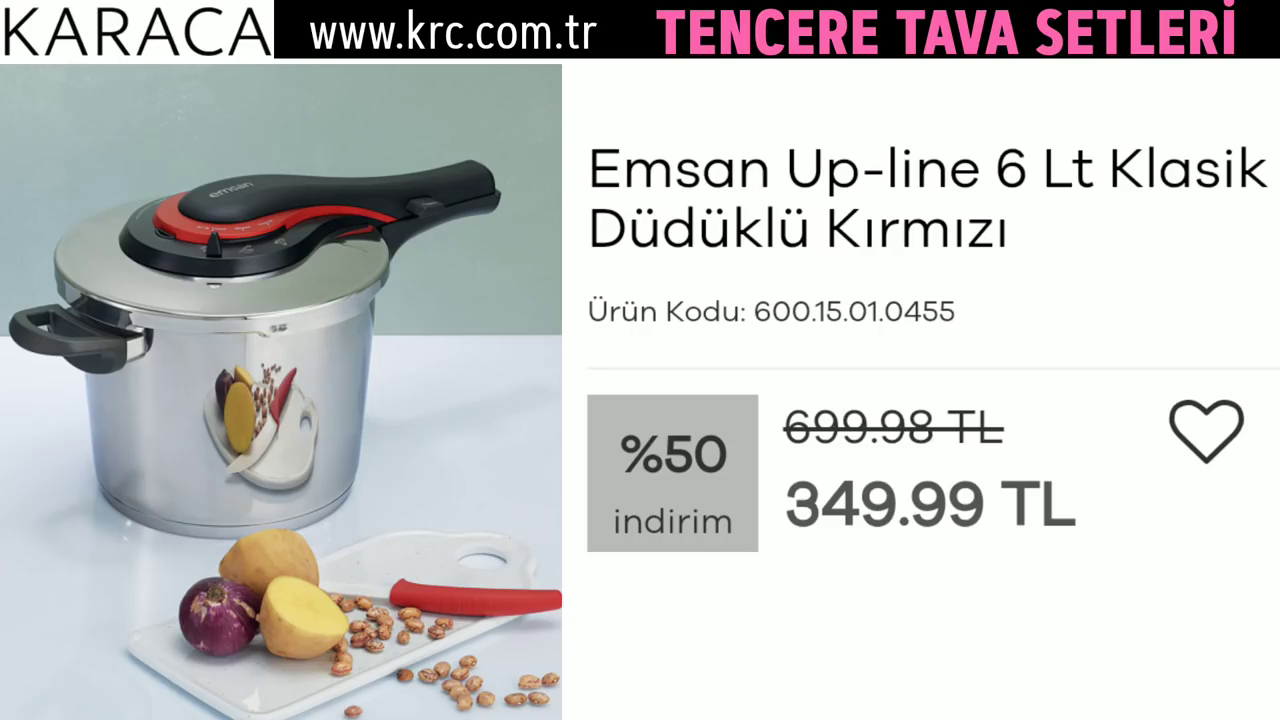 KARACA
www.krc.com.tr
TENCERE TAVA SETLERİ
emsan
Emsan Up-line 6 Lt Klasik
Düdüklü Kırmızı
Ürün Kodu: 600.15.01.0455
%50
indirim
699.98 TL
349.99 TL